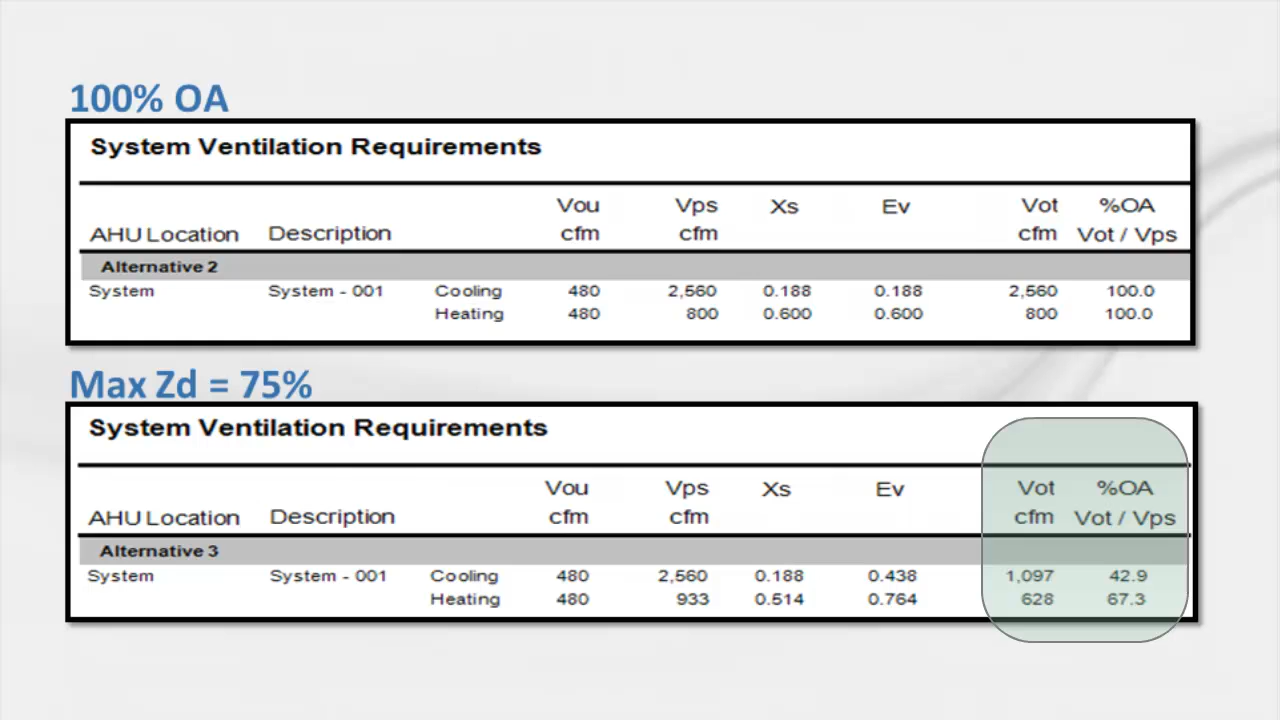 100% OA
System Ventilation Requirements
Vou Vps Xs Ev Vot %OA
AHU Location Description cfm cfm cfm Vot / Vps
Alternative 2
System System - 001 Cooling 480 2,560 0.188 0.188 2,560 100.0
Heating 480 800 0.600 0.600 800 100.0
Max Zd = 75%
System Ventilation Requirements
Vou Vps Xs Ev Vot %OA
AHU Location Description cfm cfm cfm Vot / Vps
Alternative 3
System System - 001 Cooling 480 2,560 0.188 0.438 1,097 42.9
Heating 480 933 0.514 0.764 628 67.3